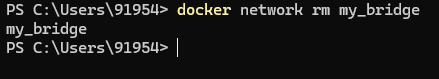 PS C:\Users\91954> docker network rm my_bridge
my_bridge
PS C:\Users\91954>